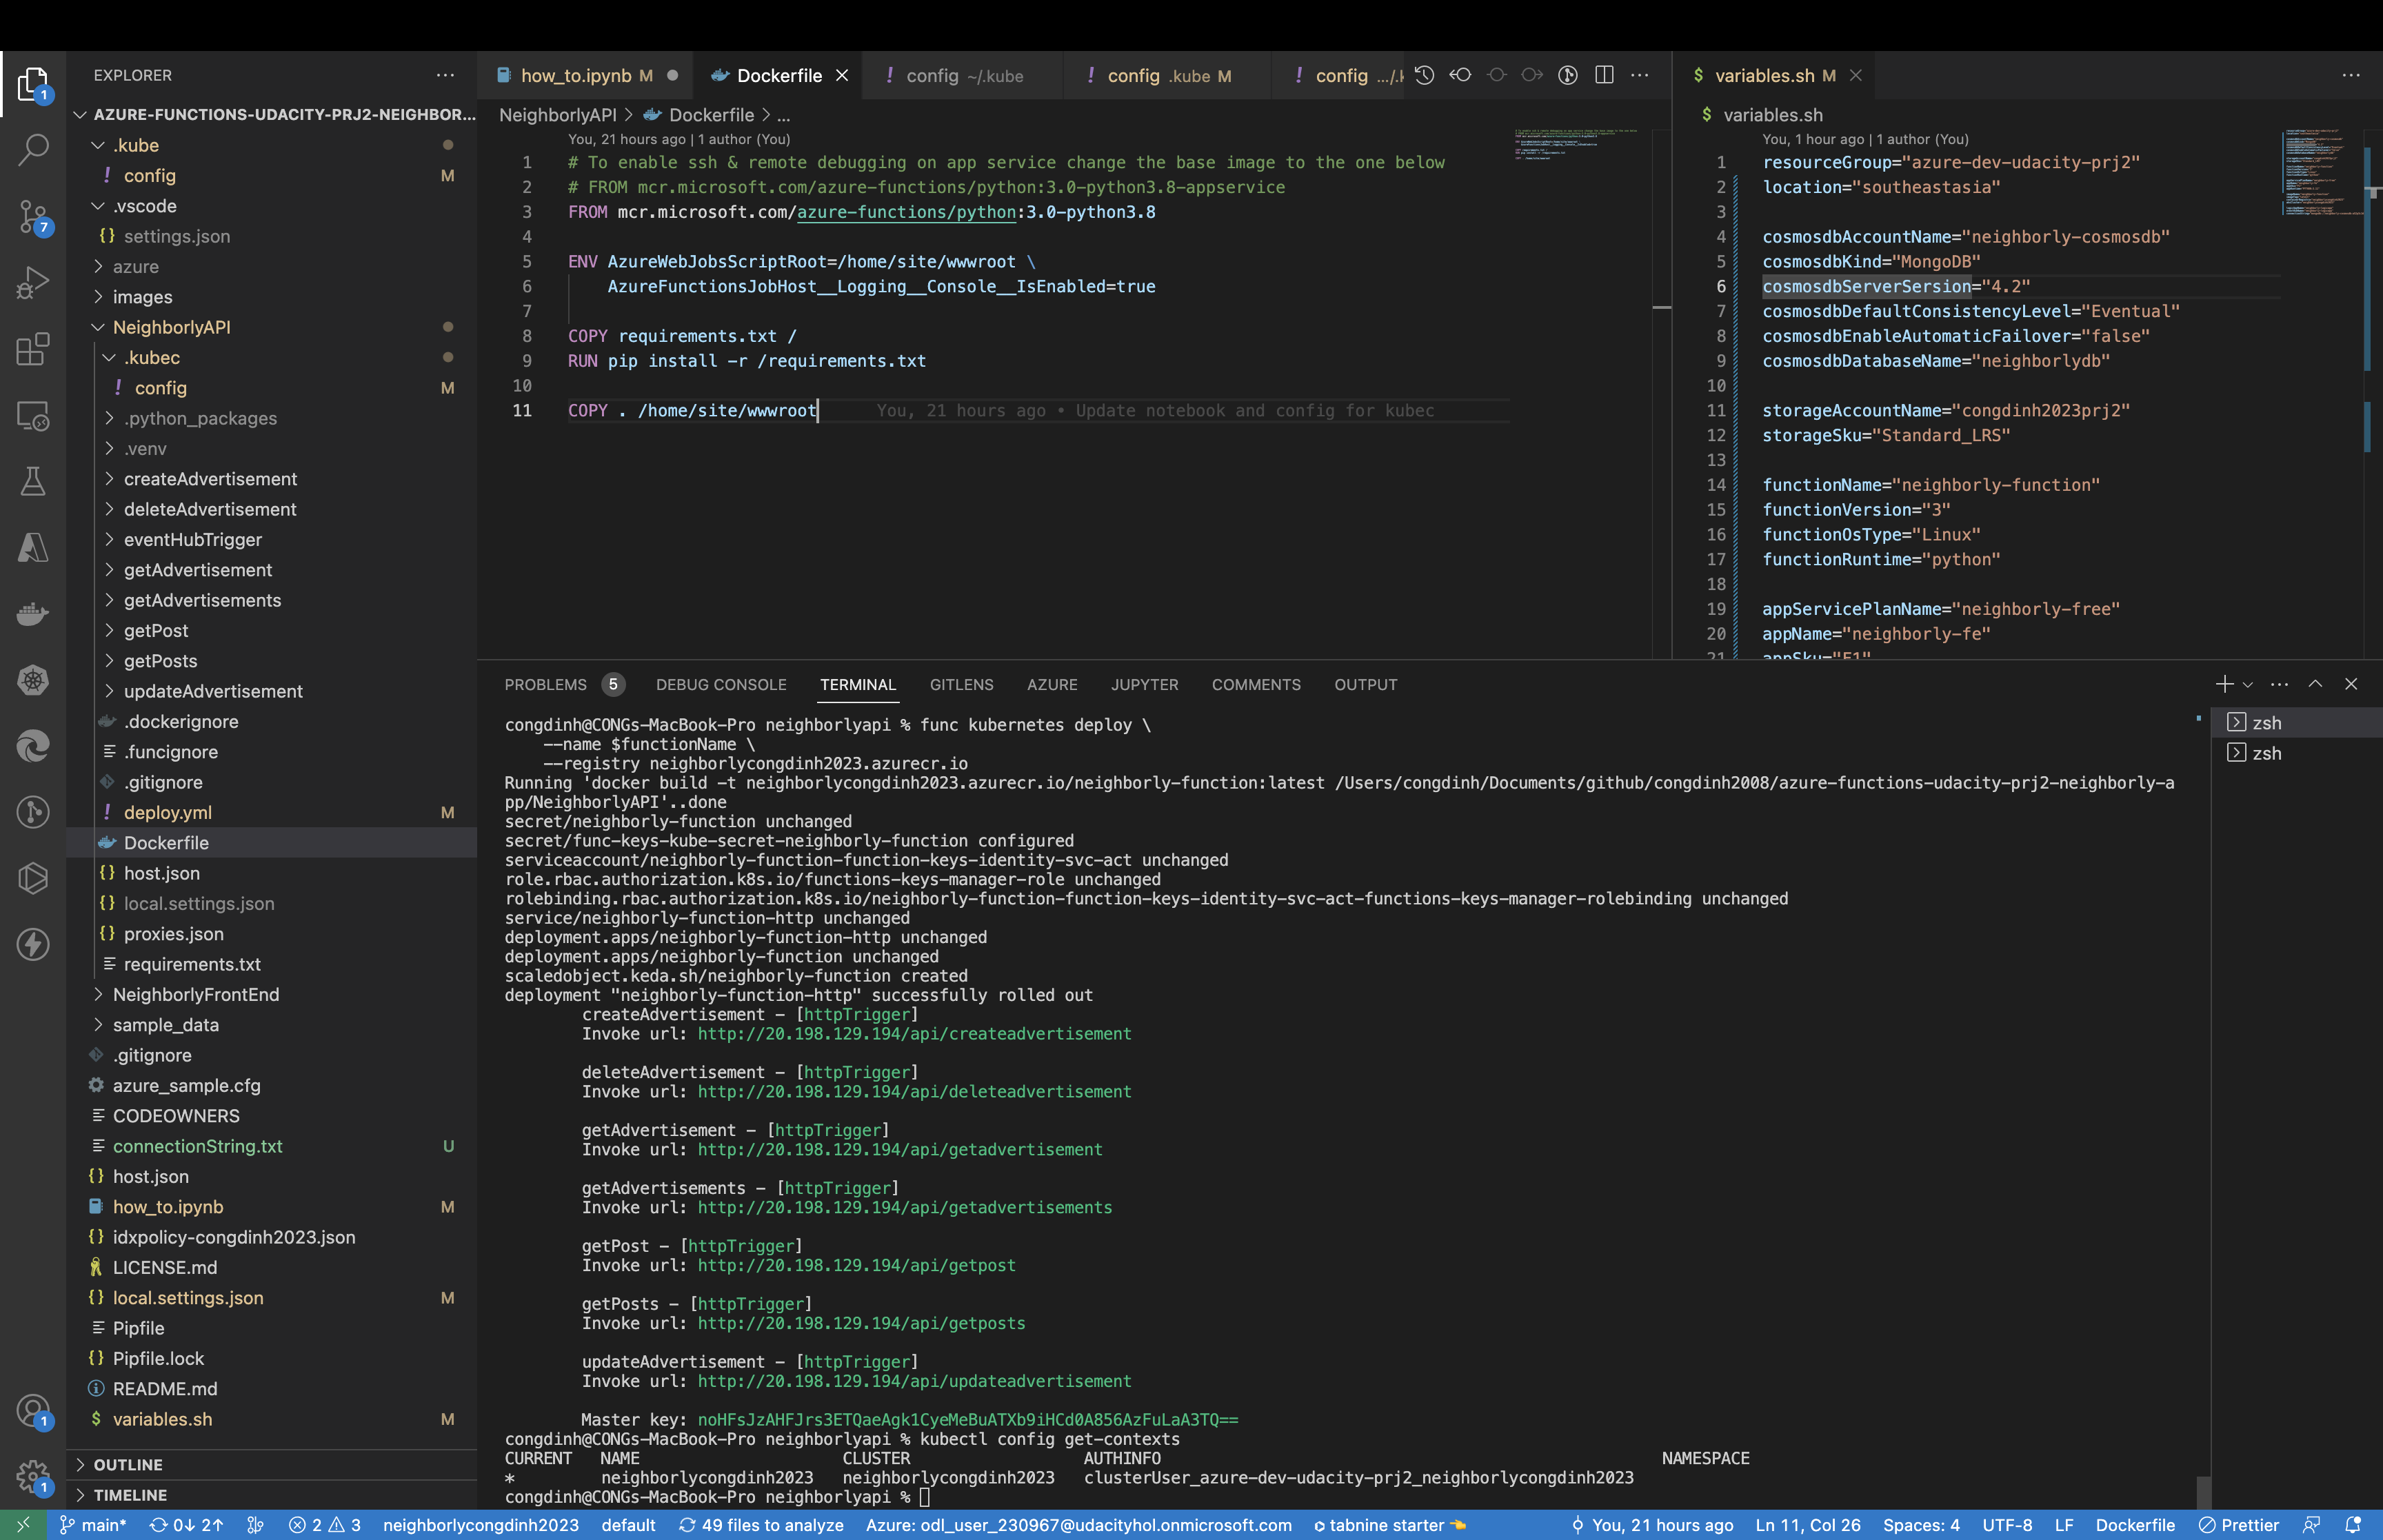 EXPLORER
AZURE-FUNCTIONS-UDACITY-PRJ2-NEIGHBOR...
.kube
! config M
.vscode
{} settings.json
azure
images
NeighborlyAPI
.kubec
! config M
.python_packages
.venv
createAdvertisement
deleteAdvertisement
eventHubTrigger
getAdvertisement
getAdvertisements
getPost
getPosts
updateAdvertisement
.dockerignore
.funcignore
.gitignore
! deploy.yml M
Dockerfile
{} host.json
{} local.settings.json
{} proxies.json
requirements.txt
NeighborlyFrontEnd
sample_data
.gitignore
azure_sample.cfg
CODEOWNERS
connectionString.txt U
{} host.json
how_to.ipynb M
{} idxpolicy-congdinh2023.json
LICENSE.md
{} local.settings.json M
Pipfile
{} Pipfile.lock
README.md
$ variables.sh M
OUTLINE
TIMELINE
1
7
1
1
how_to.ipynb M
Dockerfile
! config ~/.kube
! config .kube M
! config .../.k
NeighborlyAPI > Dockerfile > ...
You, 21 hours ago | 1 author (You)
1 # To enable ssh & remote debugging on app service change the base image to the one below
2 # FROM mcr.microsoft.com/azure-functions/python:3.0-python3.8-appservice
3 FROM mcr.microsoft.com/azure-functions/python:3.0-python3.8
4
5 ENV AzureWebJobsScriptRoot=/home/site/wwwroot \
6 AzureFunctionsJobHost__Logging__Console__IsEnabled=true
7
8 COPY requirements.txt /
9 RUN pip install -r /requirements.txt
10
11 COPY . /home/site/wwwroot You, 21 hours ago • Update notebook and config for kubec
$ variables.sh M
$ variables.sh
You, 1 hour ago | 1 author (You)
1 resourceGroup="azure-dev-udacity-prj2"
2 location="southeastasia"
3
4 cosmosdbAccountName="neighborly-cosmosdb"
5 cosmosdbKind="MongoDB"
6 cosmosdbServerSersion="4.2"
7 cosmosdbDefaultConsistencyLevel="Eventual"
8 cosmosdbEnableAutomaticFailover="false"
9 cosmosdbDatabaseName="neighborlydb"
10
11 storageAccountName="congdinh2023prj2"
12 storageSku="Standard_LRS"
13
14 functionName="neighborly-function"
15 functionVersion="3"
16 functionOsType="Linux"
17 functionRuntime="python"
18
19 appServicePlanName="neighborly-free"
20 appName="neighborly-fe"
21 appSku="F1"
PROBLEMS 5 DEBUG CONSOLE TERMINAL GITLENS AZURE JUPYTER COMMENTS OUTPUT
zsh
zsh
congdinh@CONGs-MacBook-Pro neighborlyapi % func kubernetes deploy \
--name $functionName \
--registry neighborlycongdinh2023.azurecr.io
Running 'docker build -t neighborlycongdinh2023.azurecr.io/neighborly-function:latest /Users/congdinh/Documents/github/congdinh2008/azure-functions-udacity-prj2-neighborly-a
pp/NeighborlyAPI'..done
secret/neighborly-function unchanged
secret/func-keys-kube-secret-neighborly-function configured
serviceaccount/neighborly-function-function-keys-identity-svc-act unchanged
role.rbac.authorization.k8s.io/functions-keys-manager-role unchanged
rolebinding.rbac.authorization.k8s.io/neighborly-function-function-keys-identity-svc-act-functions-keys-manager-rolebinding unchanged
service/neighborly-function-http unchanged
deployment.apps/neighborly-function-http unchanged
deployment.apps/neighborly-function unchanged
scaledobject.keda.sh/neighborly-function created
deployment "neighborly-function-http" successfully rolled out
createAdvertisement - [httpTrigger]
Invoke url: http://20.198.129.194/api/createadvertisement
deleteAdvertisement - [httpTrigger]
Invoke url: http://20.198.129.194/api/deleteadvertisement
getAdvertisement - [httpTrigger]
Invoke url: http://20.198.129.194/api/getadvertisement
getAdvertisements - [httpTrigger]
Invoke url: http://20.198.129.194/api/getadvertisements
getPost - [httpTrigger]
Invoke url: http://20.198.129.194/api/getpost
getPosts - [httpTrigger]
Invoke url: http://20.198.129.194/api/getposts
updateAdvertisement - [httpTrigger]
Invoke url: http://20.198.129.194/api/updateadvertisement
Master key: noHFsJzAHFJrs3ETQaeAgk1CyeMeBuATXb9iHCd0A856AzFuLaA3TQ==
congdinh@CONGs-MacBook-Pro neighborlyapi % kubectl config get-contexts
CURRENT NAME CLUSTER AUTHINFO NAMESPACE
* neighborlycongdinh2023 neighborlycongdinh2023 clusterUser_azure-dev-udacity-prj2_neighborlycongdinh2023
congdinh@CONGs-MacBook-Pro neighborlyapi %
main* 0↓ 2↑ 2 3 neighborlycongdinh2023 default 49 files to analyze Azure: odl_user_230967@udacityhol.onmicrosoft.com tabnine starter You, 21 hours ago Ln 11, Col 26 Spaces: 4 UTF-8 LF Dockerfile Prettier